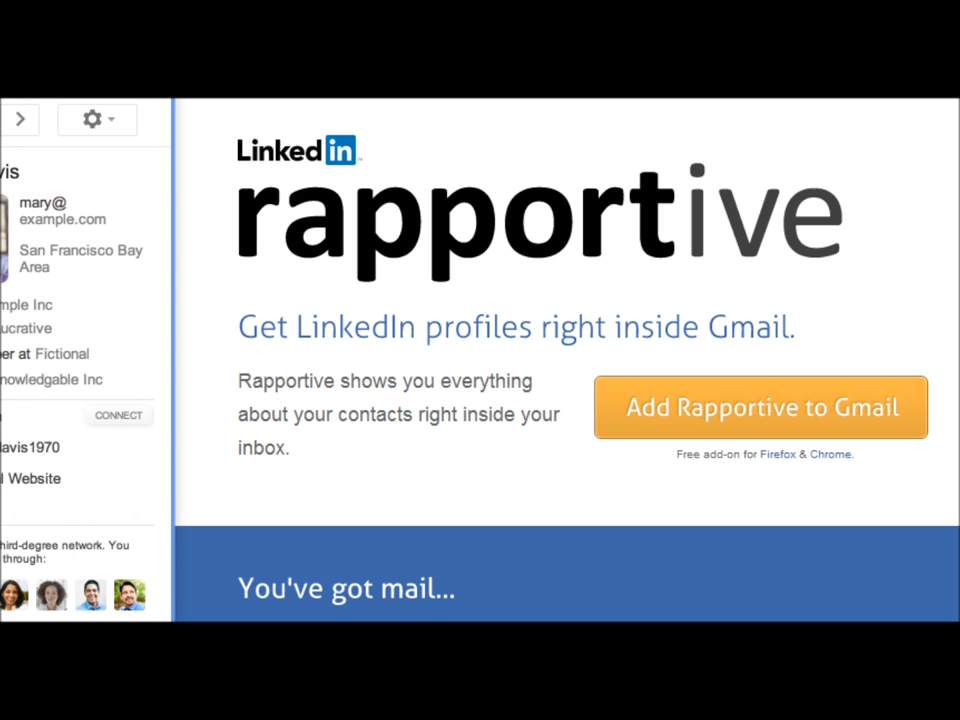 vis
mary@
example.com
San Francisco Bay
Area
mple Inc
ucrative
er at Fictional
nowledgable Inc
CONNECT
davis1970
l Website
hird-degree network. You
through:
Linked in
rapportive
Get LinkedIn profiles right inside Gmail.
Rapportive shows you everything
about your contacts right inside your
inbox.
Add Rapportive to Gmail
Free add-on for Firefox & Chrome.
You've got mail...